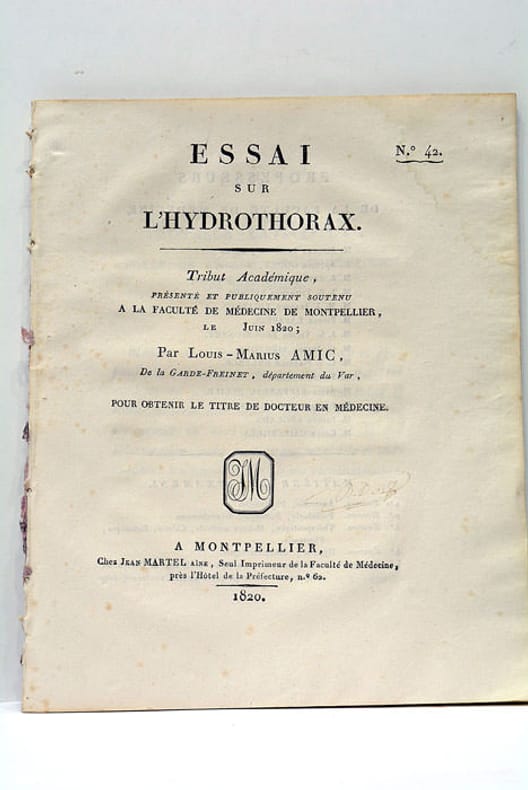 ESSAI
N.º 42.
SUR
L'HYDROTHORAX.
Tribut Académique,
PRÉSENTÉ ET PUBLIQUEMENT SOUTENU
A LA FACULTÉ DE MÉDECINE DE MONTPELLIER,
LE JUIN 1820;
Par Louis-Marius AMIC,
De la GARDE-FREINET, département du Var,
POUR OBTENIR LE TITRE DE DOCTEUR EN MÉDECINE.
JM
A MONTPELLIER,
Chez JEAN MARTEL AÎNÉ, Seul Imprimeur de la Faculté de Médecine,
près l'Hôtel de la Préfecture, n.º 62.
1820.